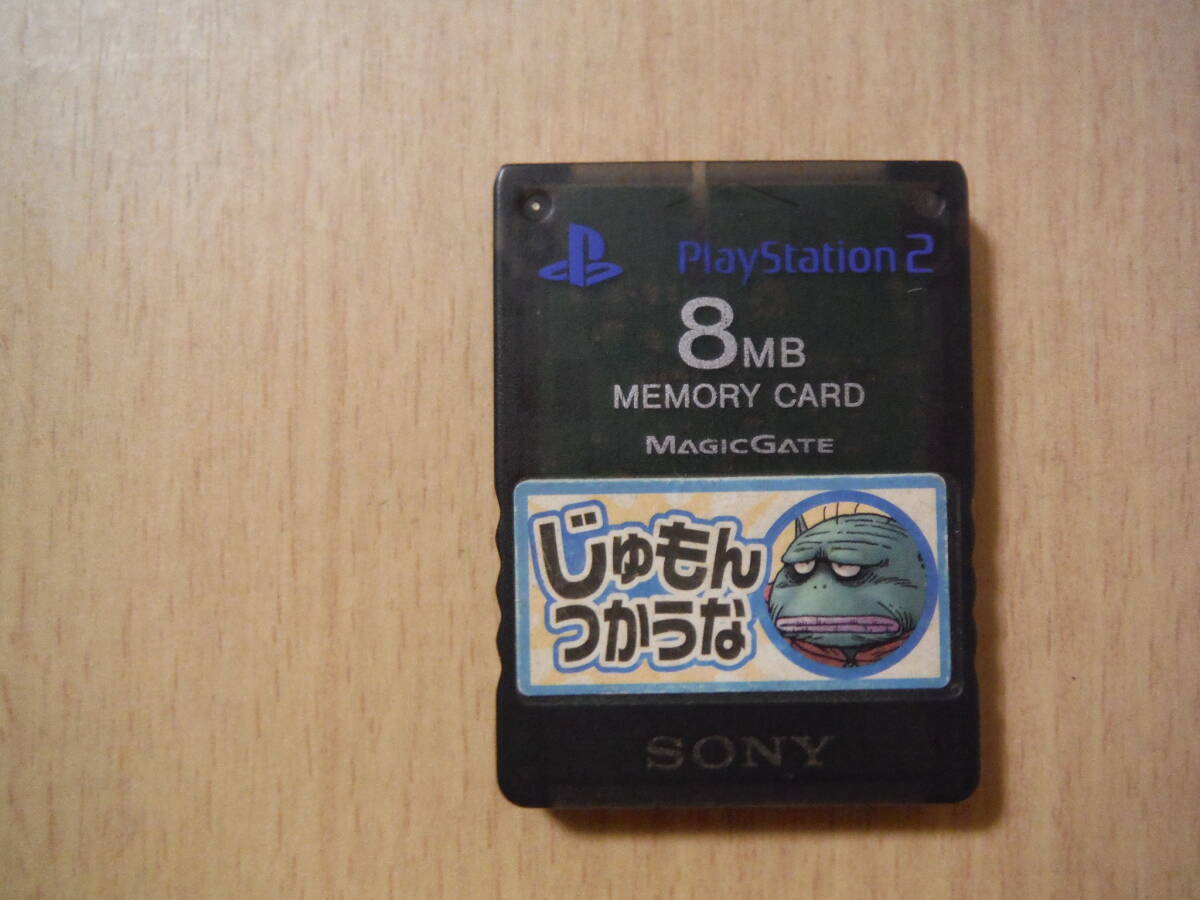 PlayStation 2
8MB
MEMORY CARD
MAGICGATE
じゅもん
つかうな
SONY